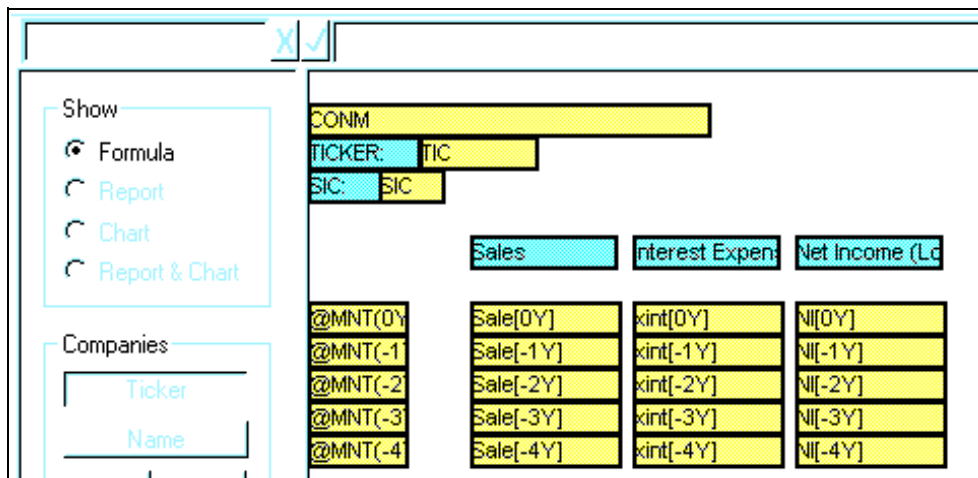 X ✓
Show
Formula
Report
Chart
Report & Chart
Companies
Ticker
Name
CONM
TICKER: TIC
SIC: SIC
Sales nterest Expen Net Income (Lo
@MNT(0Y Sale[0Y] xint[0Y] NI[0Y]
@MNT(-1 Sale[-1Y] xint[-1Y] NI[-1Y]
@MNT(-2 Sale[-2Y] xint[-2Y] NI[-2Y]
@MNT(-3 Sale[-3Y] xint[-3Y] NI[-3Y]
@MNT(-4 Sale[-4Y] xint[-4Y] NI[-4Y]